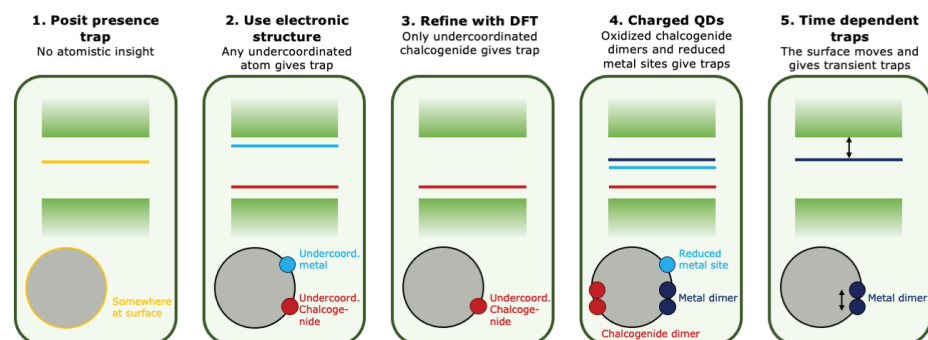 1. Posit presence
trap
No atomistic insight
Somewhere
at surface
2. Use electronic
structure
Any undercoordinated
atom gives trap
Undercoord.
metal
Undercoord.
Chalcoge-
nide
3. Refine with DFT
Only undercoordinated
chalcogenide gives trap
Undercoord.
Chalcoge-
nide
4. Charged QDs
Oxidized chalcogenide
dimers and reduced
metal sites give traps
Reduced
metal site
Metal dimer
Chalcogenide dimer
5. Time dependent
traps
The surface moves and
gives transient traps
Metal dimer